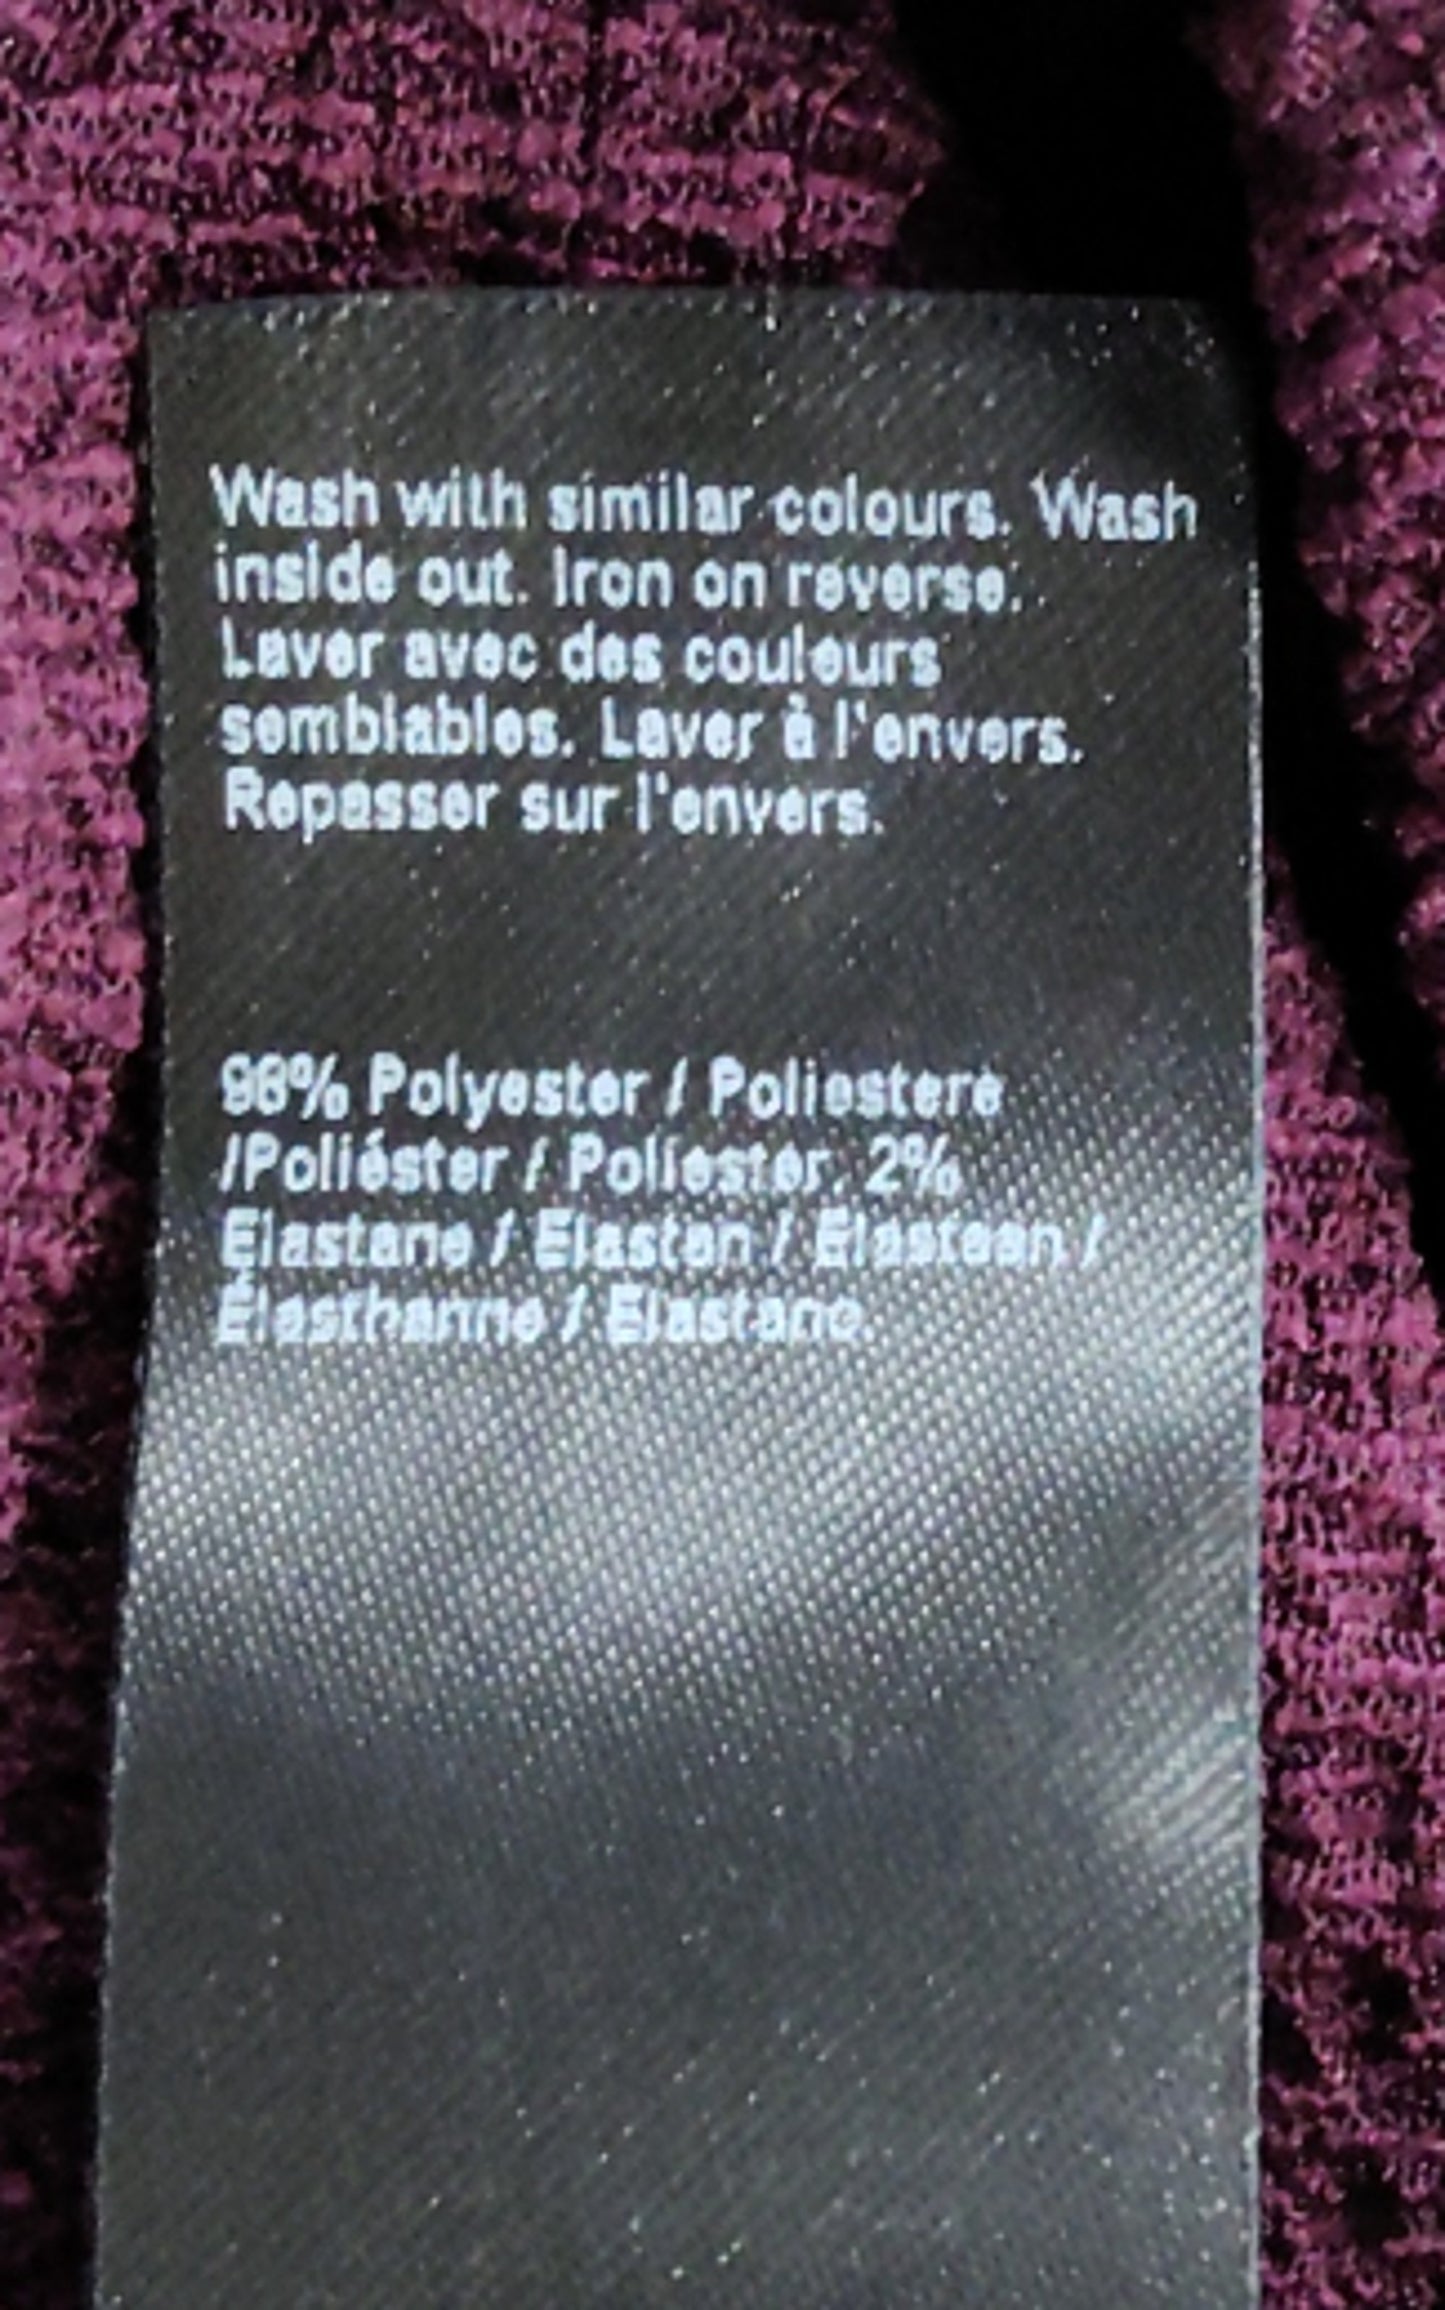 Wash with similar colours. Wash
inside out. Iron on reverse.
Laver avec des couleurs
semblables. Laver à l'envers.
Repasser sur l'envers.
98% Polyester / Poliestere
/Poliéster / Poliester. 2%
Elastane / Elastan / Elasteen /
Élasthanne / Elastano.